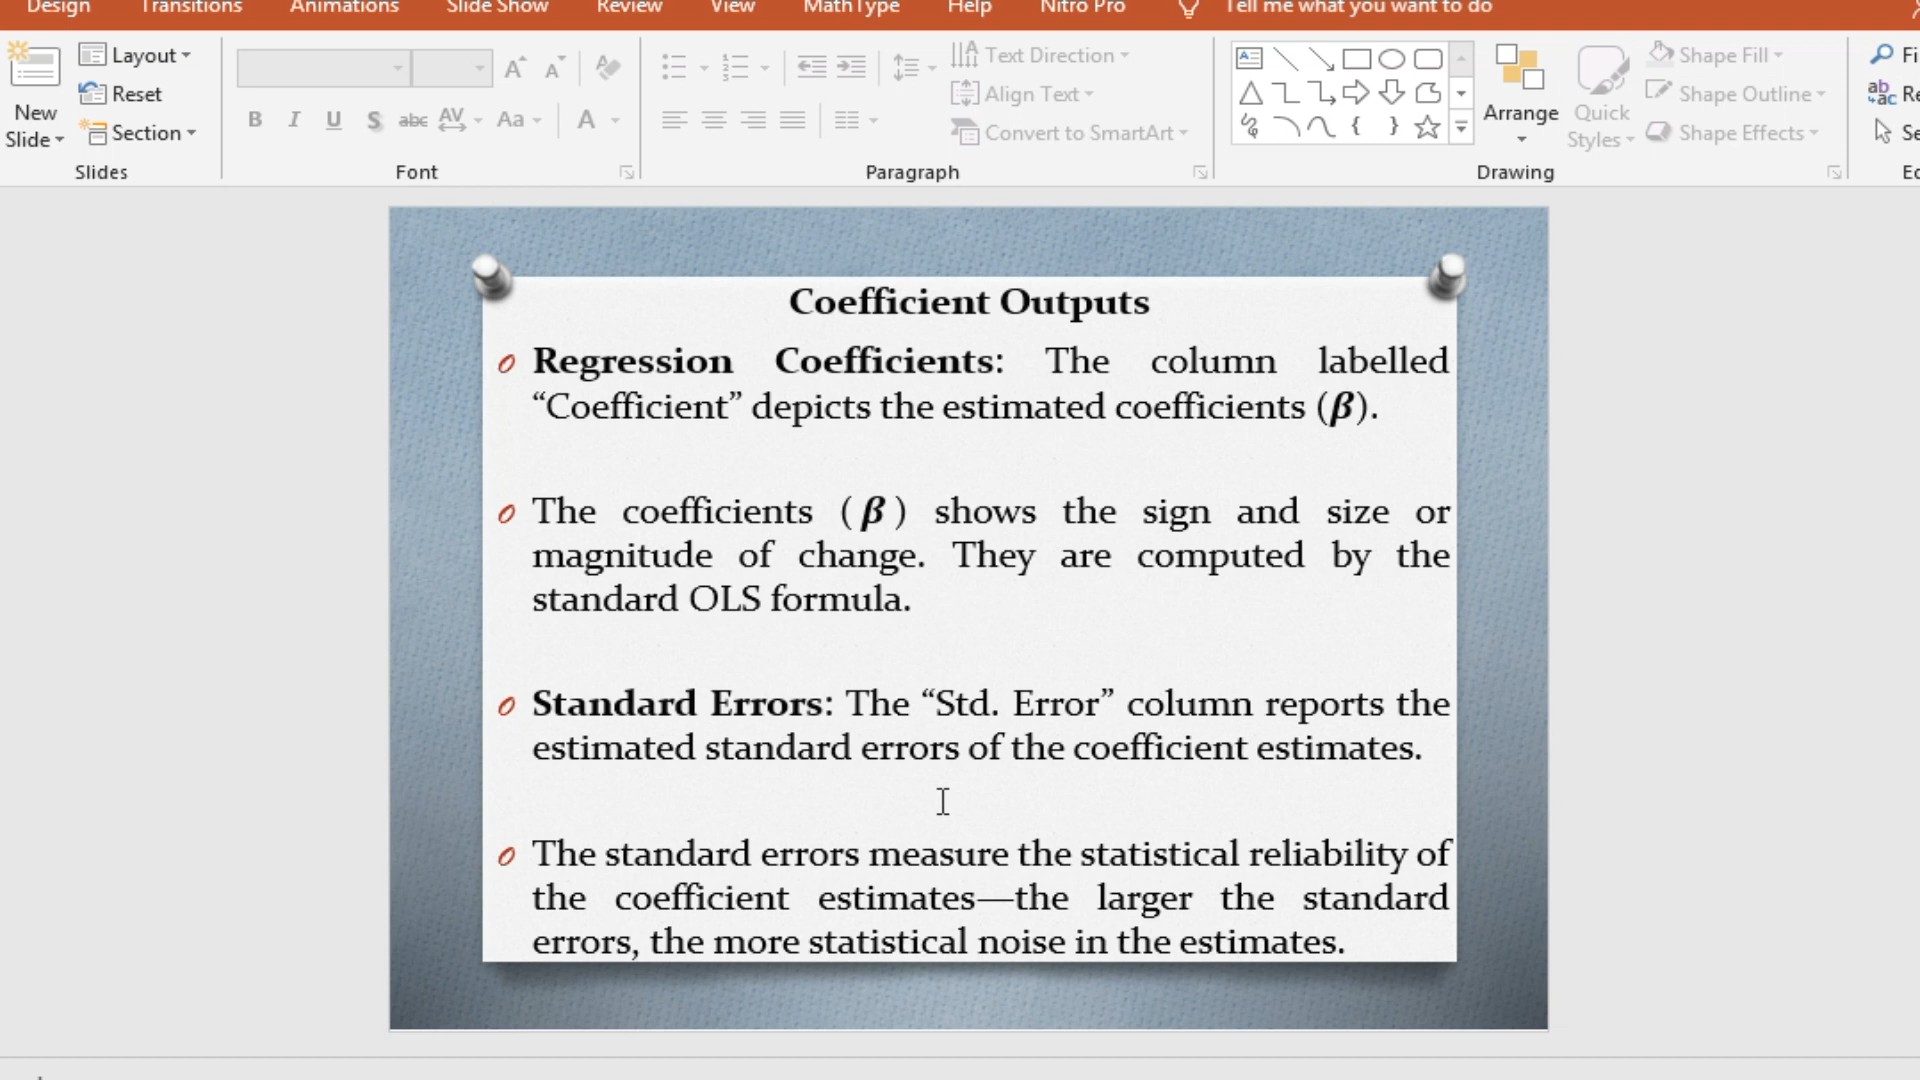 Design Transitions Animations Slide Show Review View MathType Help Nitro Pro Tell me what you want to do
Layout
Reset
Section
New
Slide
Slides
B I U S abc AV Aa A
Font
Text Direction
Align Text
Convert to SmartArt
Paragraph
Arrange
Quick
Styles
Shape Fill
Shape Outline
Shape Effects
Drawing
Coefficient Outputs
Regression Coefficients: The column labelled
“Coefficient” depicts the estimated coefficients (β).
The coefficients (β) shows the sign and size or
magnitude of change. They are computed by the
standard OLS formula.
Standard Errors: The “Std. Error” column reports the
estimated standard errors of the coefficient estimates.
The standard errors measure the statistical reliability of
the coefficient estimates—the larger the standard
errors, the more statistical noise in the estimates.